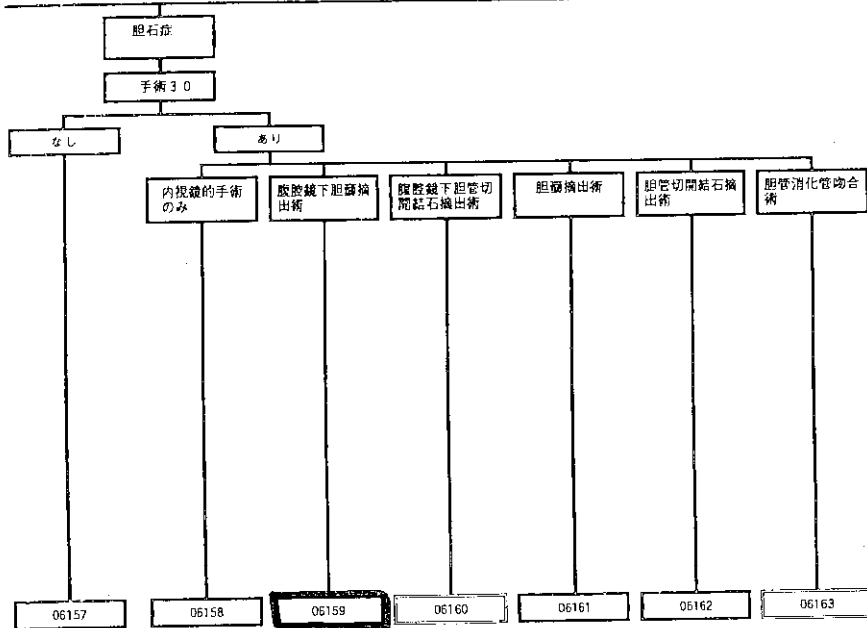 胆石症
手術30
なし
あり
内視鏡的手術
のみ
腹腔鏡下胆嚢摘
出術
腹腔鏡下胆管切
開結石摘出術
胆嚢摘出術
胆管切開結石摘
出術
胆管消化管吻合
術
06157
06158
06159
06160
06161
06162
06163